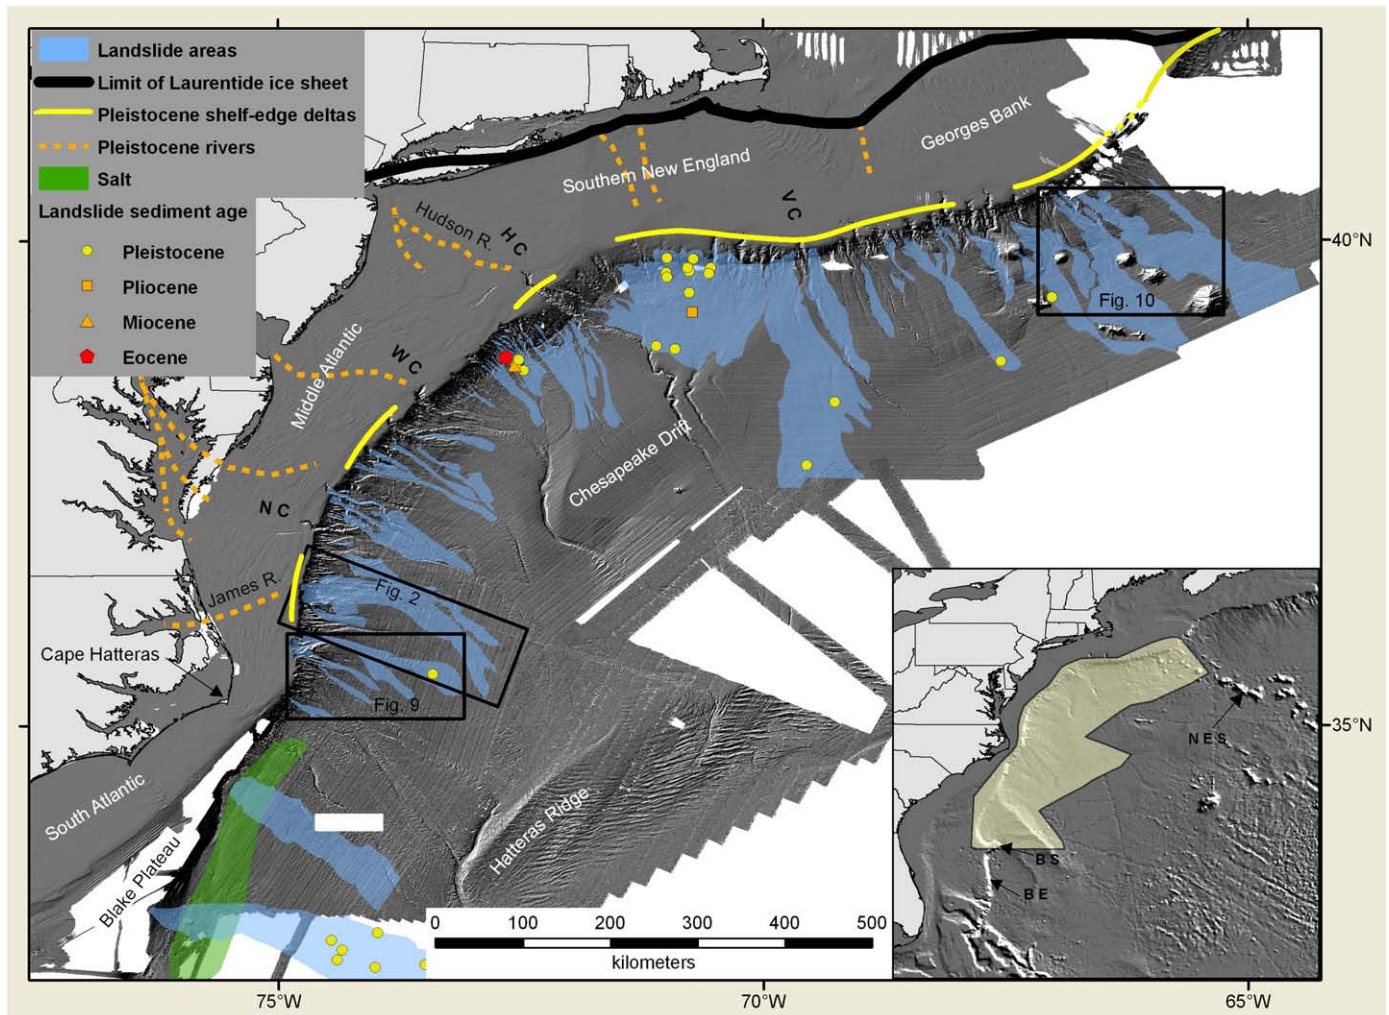 Landslide areas
Limit of Laurentide ice sheet
Pleistocene shelf-edge deltas
Pleistocene rivers
Salt
Landslide sediment age
Pleistocene
Pliocene
Miocene
Eocene
Georges Bank
Southern New England
V C
Hudson R.
H C
40°N
Fig. 10
Middle Atlantic
W C
Chesapeake Drift
N C
James R.
Fig. 2
Cape Hatteras
Fig. 9
35°N
N E S
South Atlantic
Hatteras Ridge
B S
Blake Plateau
B E
0 100 200 300 400 500
kilometers
75°W 70°W 65°W